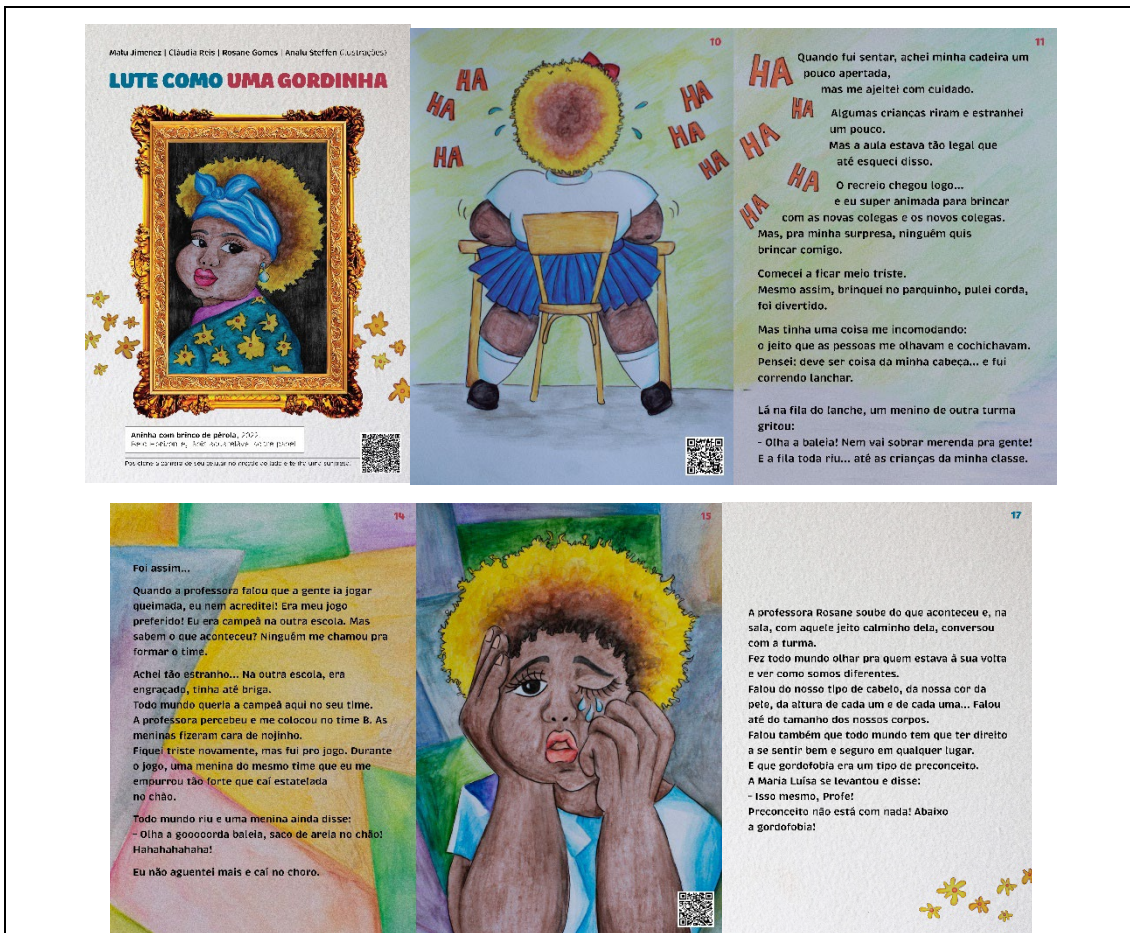 Malu Jimenez | Cláudia Reis | Rosane Gomes | Analu Steffen (ilustrações)
LUTE COMO UMA GORDINHA
Aninha com brinco de pérola, 2022
10
HA
HA
HA
HA
HA
HA
11
HA
HA
HA
HA
HA
Quando fui sentar, achei minha cadeira um
pouco apertada,
mas me ajeitei com cuidado.
Algumas crianças riram e estranhei
um pouco.
Mas a aula estava tão legal que
até esqueci disso.
O recreio chegou logo...
e eu super animada para brincar
com as novas colegas e os novos colegas.
Mas, pra minha surpresa, ninguém quis
brincar comigo.
Comecei a ficar meio triste.
Mesmo assim, brinquei no parquinho, pulei corda,
foi divertido.
Mas tinha uma coisa me incomodando:
o jeito que as pessoas me olhavam e cochichavam.
Pensei: deve ser coisa da minha cabeça... e fui
correndo lanchar.
Lá na fila do lanche, um menino de outra turma
gritou:
- Olha a baleia! Nem vai sobrar merenda pra gente!
E a fila toda riu... até as crianças da minha classe.
14
Foi assim...
Quando a professora falou que a gente ia jogar
queimada, eu nem acreditei! Era meu jogo
preferido! Eu era campeã na outra escola. Mas
sabem o que aconteceu? Ninguém me chamou pra
formar o time.
Achei tão estranho... Na outra escola, era
engraçado, tinha até briga.
Todo mundo queria a campeã aqui no seu time.
A professora percebeu e me colocou no time B. As
meninas fizeram cara de nojinho.
Fiquei triste novamente, mas fui pro jogo. Durante
o jogo, uma menina do mesmo time que eu me
empurrou tão forte que caí estatelada
no chão.
Todo mundo riu e uma menina ainda disse:
- Olha a gooooorda baleia, saco de areia no chão!
Hahahahahaha!
Eu não aguentei mais e caí no choro.
15
17
A professora Rosane soube do que aconteceu e, na
sala, com aquele jeito calminho dela, conversou
com a turma.
Fez todo mundo olhar pra quem estava à sua volta
e ver como somos diferentes.
Falou do nosso tipo de cabelo, da nossa cor da
pele, da altura de cada um e de cada uma... Falou
até do tamanho dos nossos corpos.
Falou também que todo mundo tem que ter direito
a se sentir bem e seguro em qualquer lugar.
E que gordofobia era um tipo de preconceito.
A Maria Luísa se levantou e disse:
- Isso mesmo, Profe!
Preconceito não está com nada! Abaixo
a gordofobia!